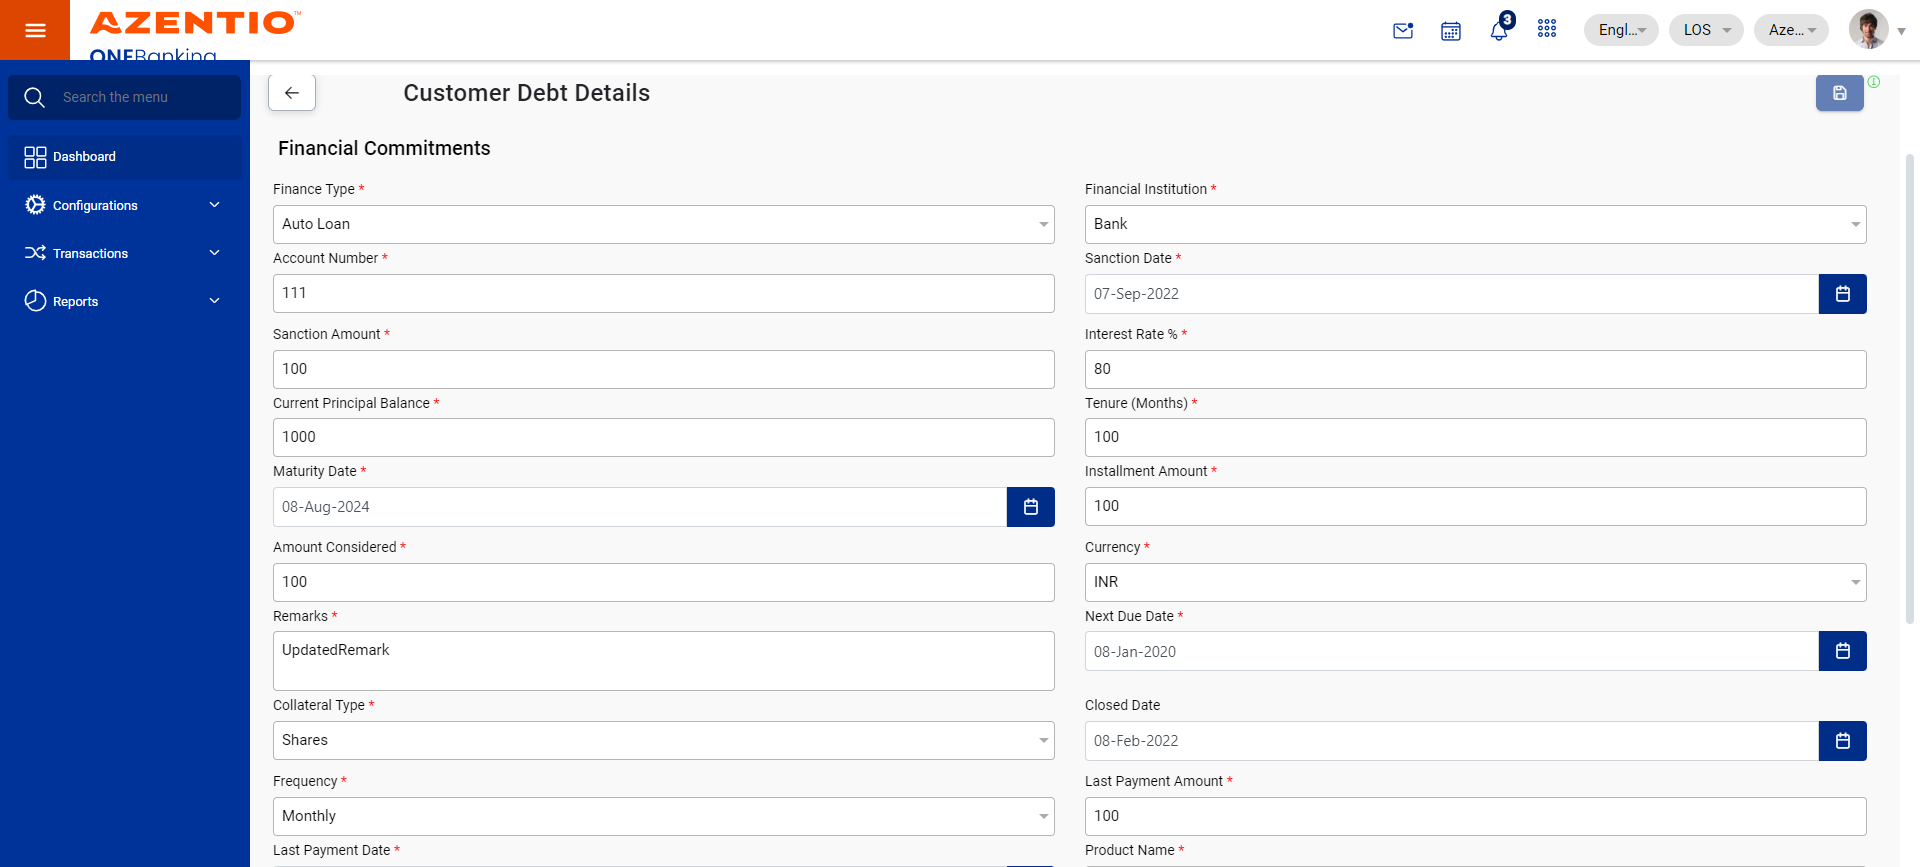 AZENTIO™
ONEBanking
3
Engl...
LOS
Aze...
Search the menu
Dashboard
Configurations
Transactions
Reports
Customer Debt Details
Financial Commitments
Finance Type *
Financial Institution *
Auto Loan
Bank
Account Number *
Sanction Date *
111
07-Sep-2022
Sanction Amount *
Interest Rate % *
100
80
Current Principal Balance *
Tenure (Months) *
1000
100
Maturity Date *
Installment Amount *
08-Aug-2024
100
Amount Considered *
Currency *
100
INR
Remarks *
Next Due Date *
UpdatedRemark
08-Jan-2020
Collateral Type *
Closed Date
Shares
08-Feb-2022
Frequency *
Last Payment Amount *
Monthly
100
Last Payment Date *
Product Name *